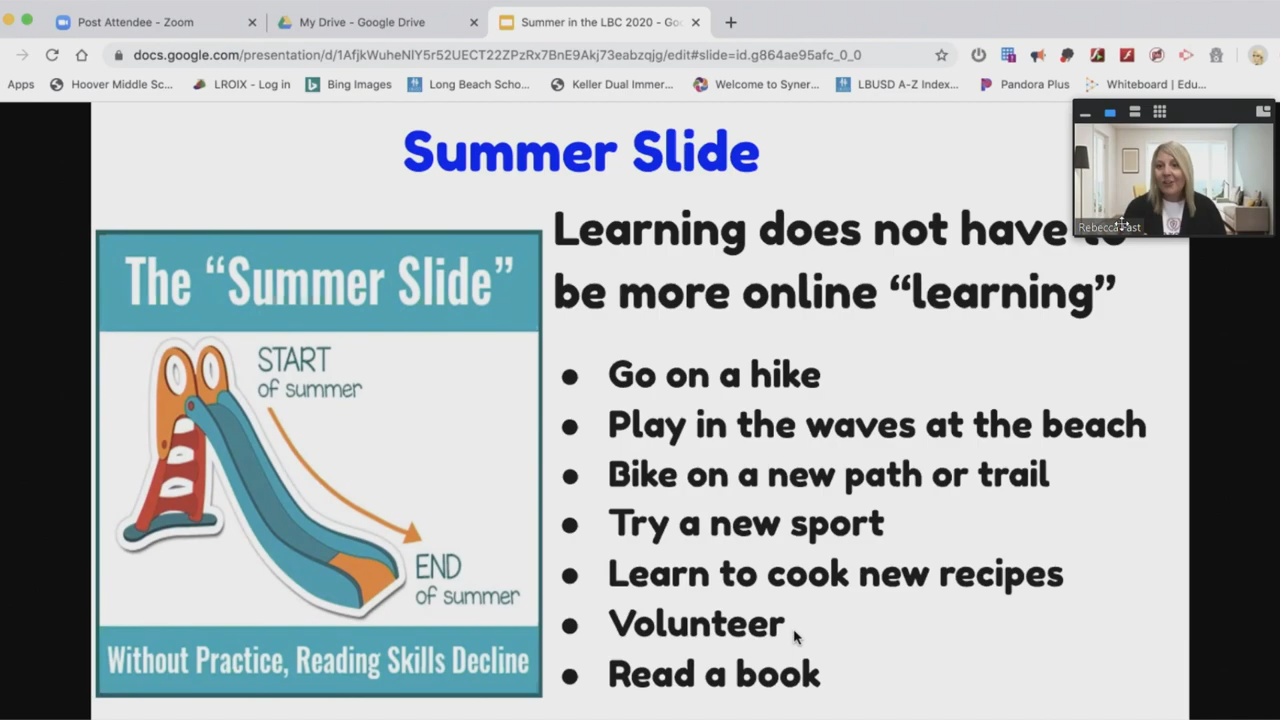 Post Attendee - Zoom
My Drive - Google Drive
Summer in the LBC 2020 - Goo
docs.google.com/presentation/d/1AfjkWuheNlY5r52UECT22ZPzRx7BnE9Akj73eabzqjg/edit#slide=id.g864ae95afc_0_0
Apps
Hoover Middle Sc...
LROIX - Log in
Bing Images
Long Beach Scho...
Keller Dual Immer...
Welcome to Syner...
LBUSD A-Z Index...
Pandora Plus
Whiteboard | Edu...
Summer Slide
Rebecca Fast
Learning does not have to
be more online “learning”
The “Summer Slide”
START
of summer
END
of summer
Without Practice, Reading Skills Decline
● Go on a hike
● Play in the waves at the beach
● Bike on a new path or trail
● Try a new sport
● Learn to cook new recipes
● Volunteer
● Read a book